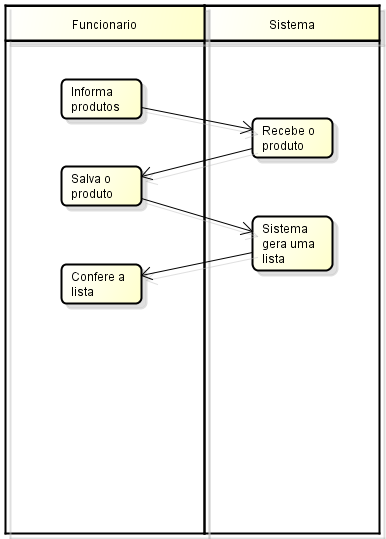 Funcionario
Sistema
Informa
produtos
Recebe o
produto
Salva o
produto
Sistema
gera uma
lista
Confere a
lista